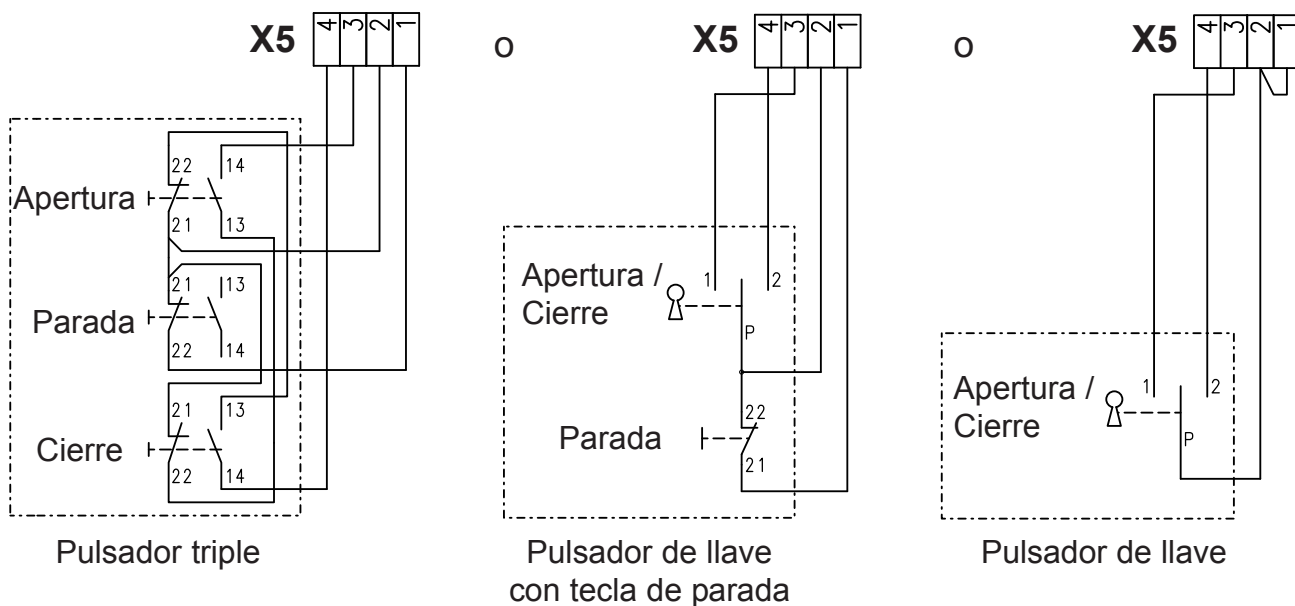 X5 4 3 2 1
o
X5 4 3 2 1
o
X5 4 3 2 1
22 14
Apertura
21 13
21 13
Parada
22 14
21 13
Cierre
22 14
Pulsador triple
Apertura /
Cierre
1 2
P
22
Parada
21
Pulsador de llave
con tecla de parada
Apertura /
Cierre
1 2
P
Pulsador de llave